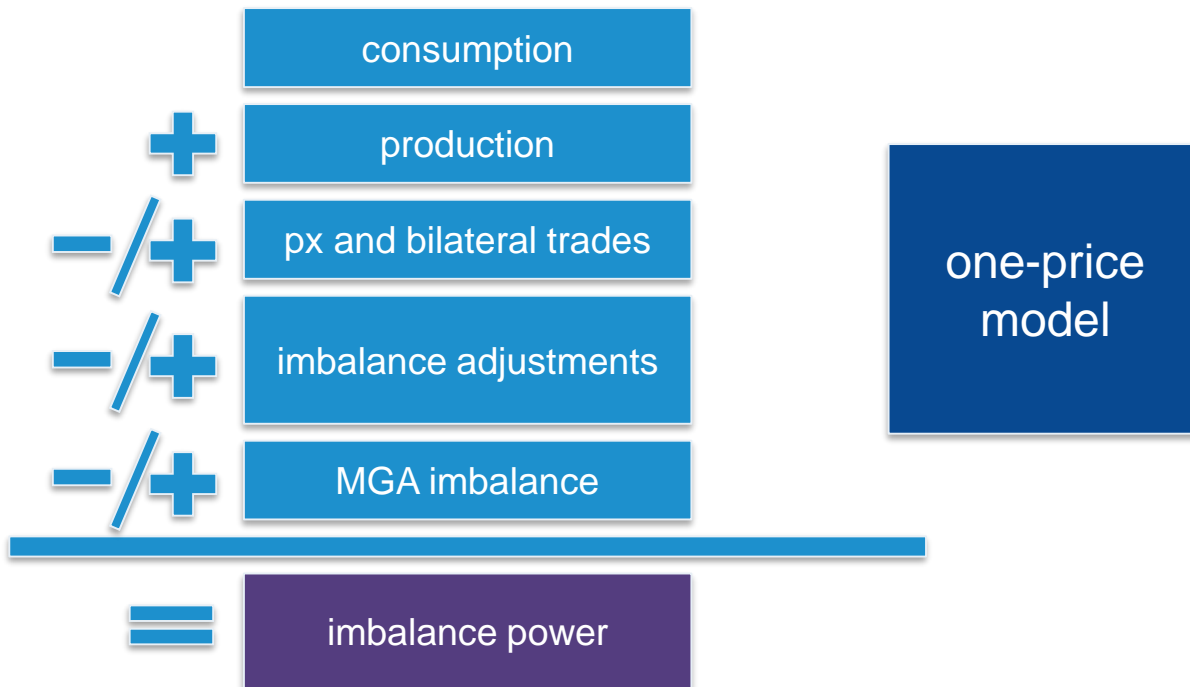 consumption
+ production
−/+ px and bilateral trades
−/+ imbalance adjustments
−/+ MGA imbalance
= imbalance power
one-price
model